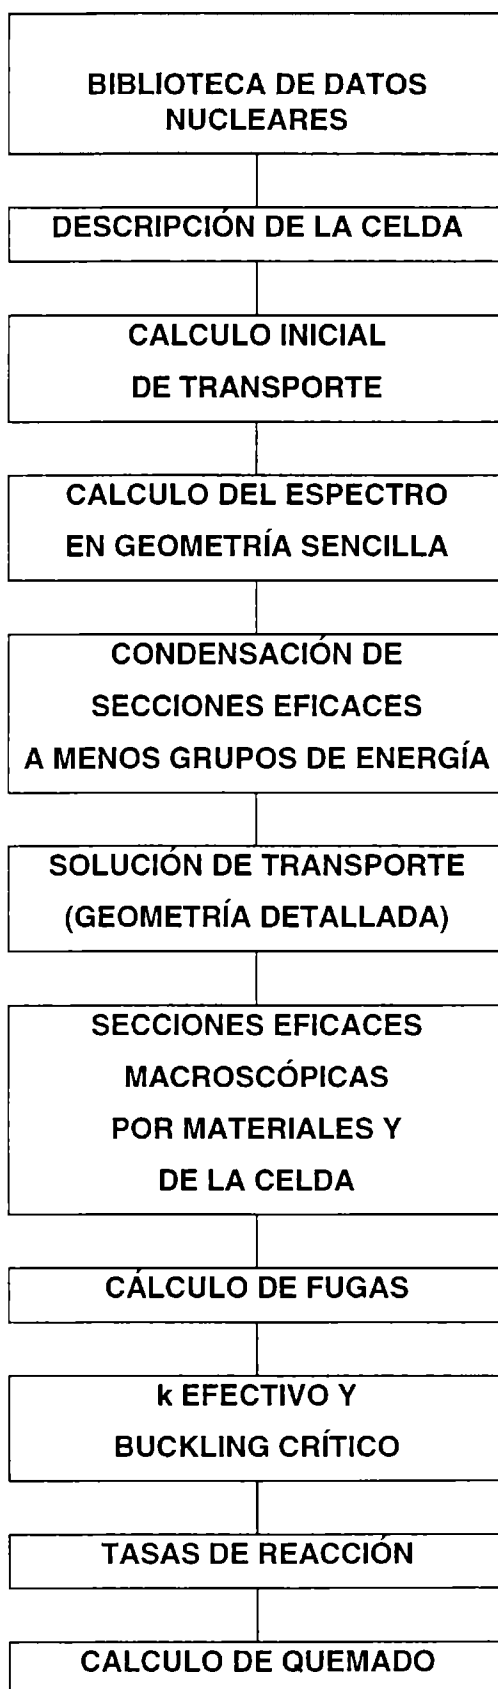 BIBLIOTECA DE DATOS
NUCLEARES
DESCRIPCIÓN DE LA CELDA
CALCULO INICIAL
DE TRANSPORTE
CALCULO DEL ESPECTRO
EN GEOMETRÍA SENCILLA
CONDENSACIÓN DE
SECCIONES EFICACES
A MENOS GRUPOS DE ENERGÍA
SOLUCIÓN DE TRANSPORTE
(GEOMETRÍA DETALLADA)
SECCIONES EFICACES
MACROSCÓPICAS
POR MATERIALES Y
DE LA CELDA
CÁLCULO DE FUGAS
k EFECTIVO Y
BUCKLING CRÍTICO
TASAS DE REACCIÓN
CALCULO DE QUEMADO